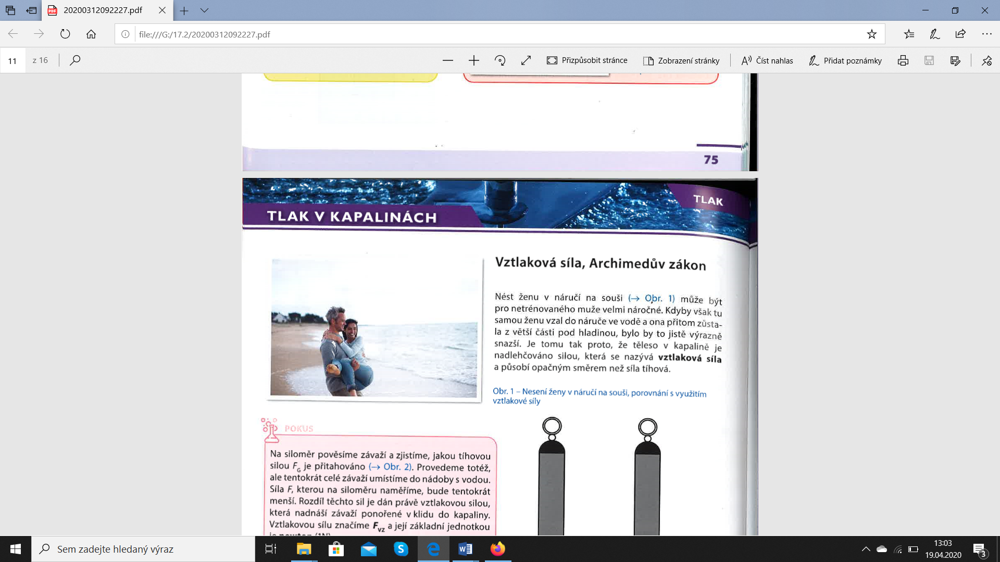 20200312092227.pdf
file:///G:/17.2/20200312092227.pdf
11 z 16
Přizpůsobit stránce
Zobrazení stránky
Číst nahlas
Přidat poznámky
75
TLAK
TLAK V KAPALINÁCH
Vztlaková síla, Archimedův zákon
Nést ženu v náručí na souši (→ Obr. 1) může být
pro netrénovaného muže velmi náročné. Kdyby však tu
samou ženu vzal do náruče ve vodě a ona přitom zůsta-
la z větší části pod hladinou, bylo by to jistě výrazně
snazší. Je tomu tak proto, že těleso v kapalině je
nadlehčováno silou, která se nazývá vztlaková síla
a působí opačným směrem než síla tíhová.
Obr. 1 – Nesení ženy v náručí na souši, porovnání s využitím
vztlakové síly
POKUS
Na siloměr pověsíme závaží a zjistíme, jakou tíhovou
silou FG je přitahováno (→ Obr. 2). Provedeme totéž,
ale tentokrát celé závaží umístíme do nádoby s vodou.
Síla F, kterou na siloměru naměříme, bude tentokrát
menší. Rozdíl těchto sil je dán právě vztlakovou silou,
která nadnáší závaží ponořené v klidu do kapaliny.
Vztlakovou sílu značíme Fvz a její základní jednotkou
je newton (1N)
Sem zadejte hledaný výraz
13:03
19.04.2020
3